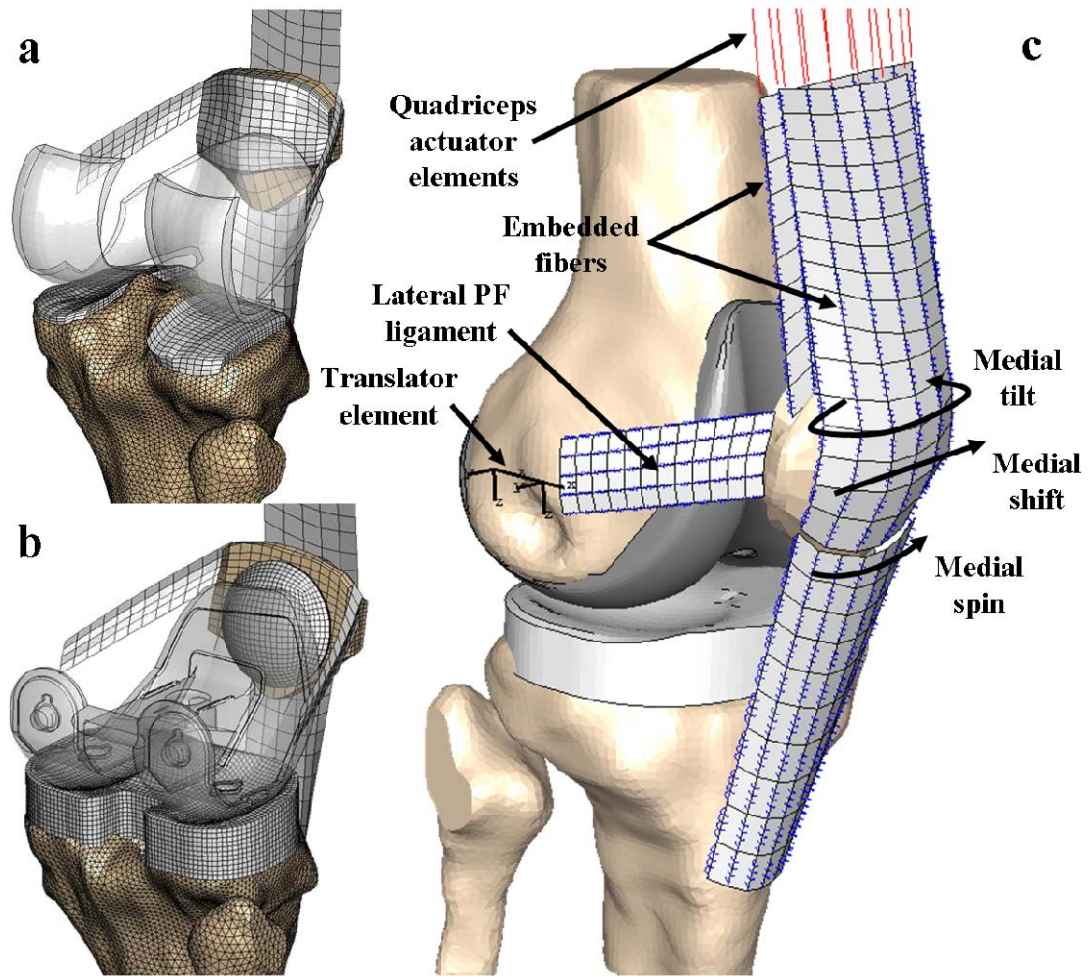 a
b
c
Quadriceps
actuator
elements
Embedded
fibers
Lateral PF
ligament
Translator
element
Medial
tilt
Medial
shift
Medial
spin